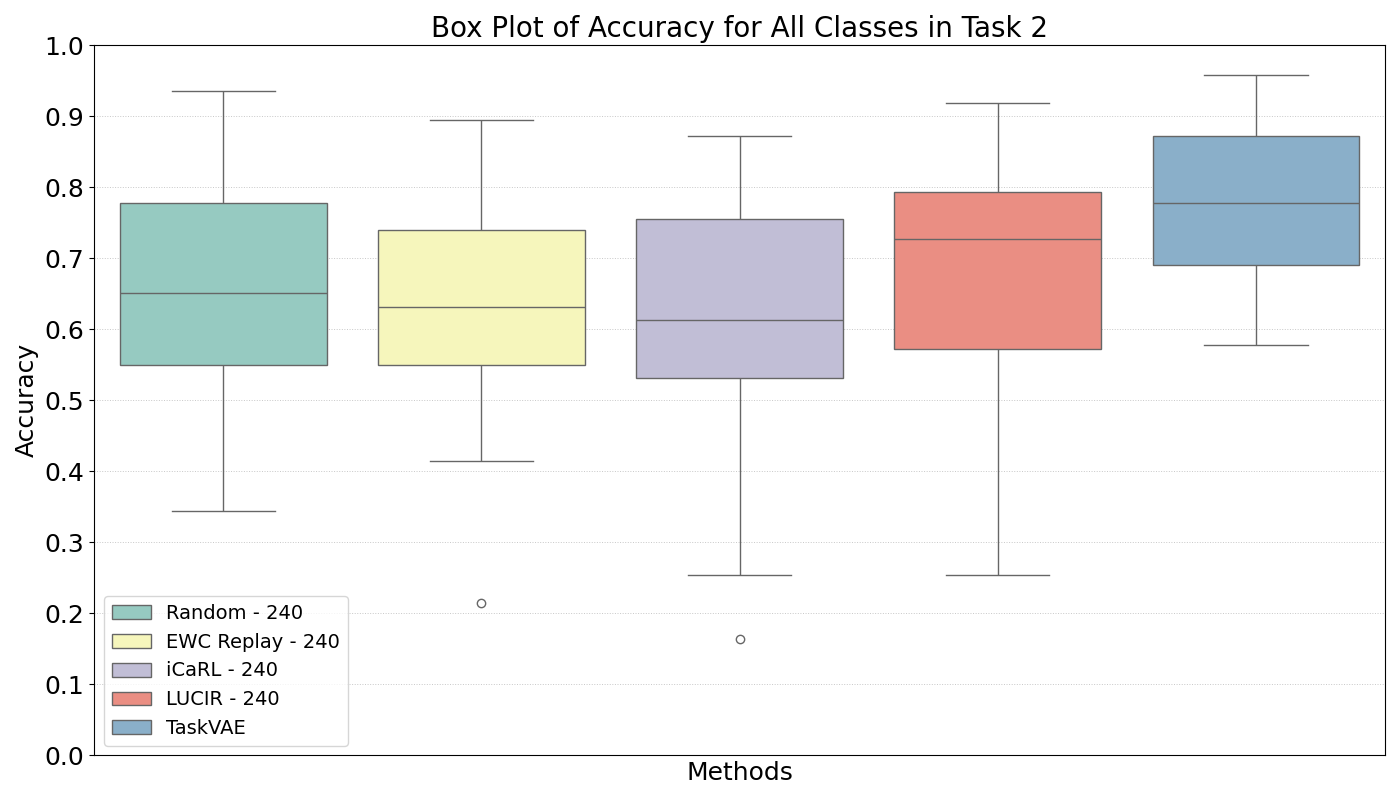 Box Plot of Accuracy for All Classes in Task 2
1.0
0.9
0.8
0.7
0.6
0.5
0.4
0.3
0.2
0.1
0.0
Accuracy
Random - 240
EWC Replay - 240
iCaRL - 240
LUCIR - 240
TaskVAE
Methods